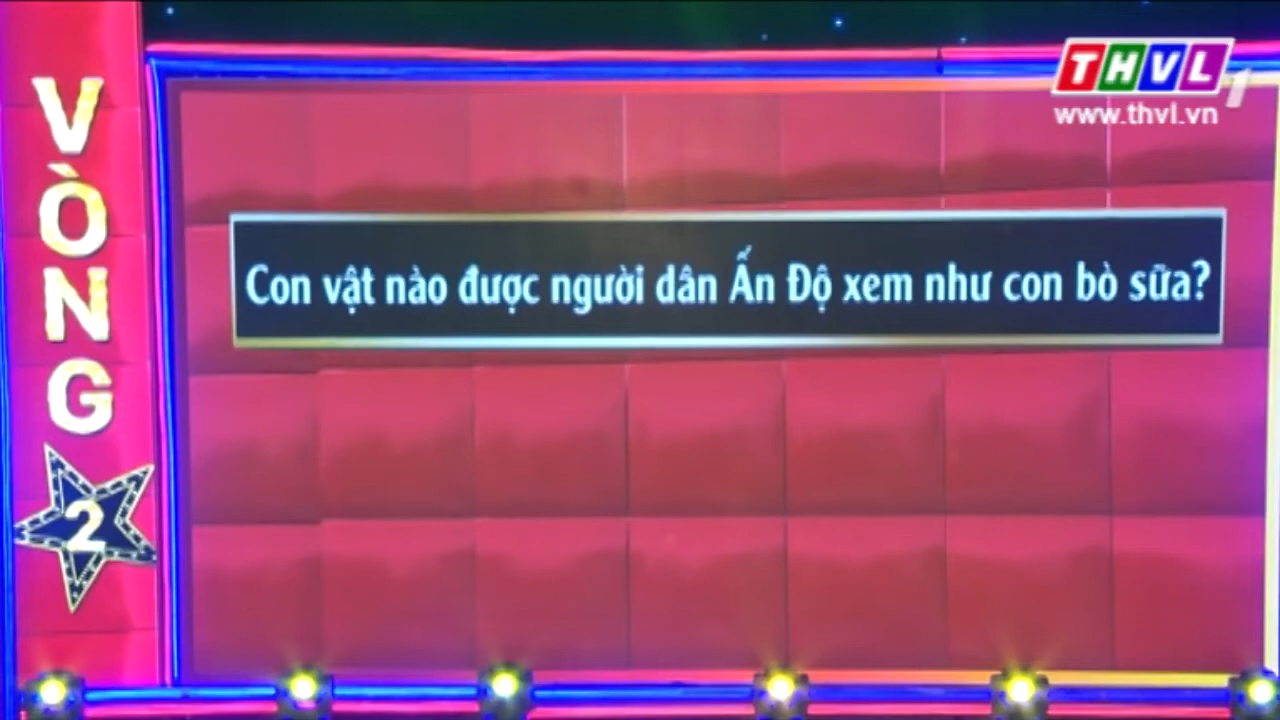 THVL1
www.thvl.vn
VÒNG
2
Con vật nào được người dân Ấn Độ xem như con bò sữa?